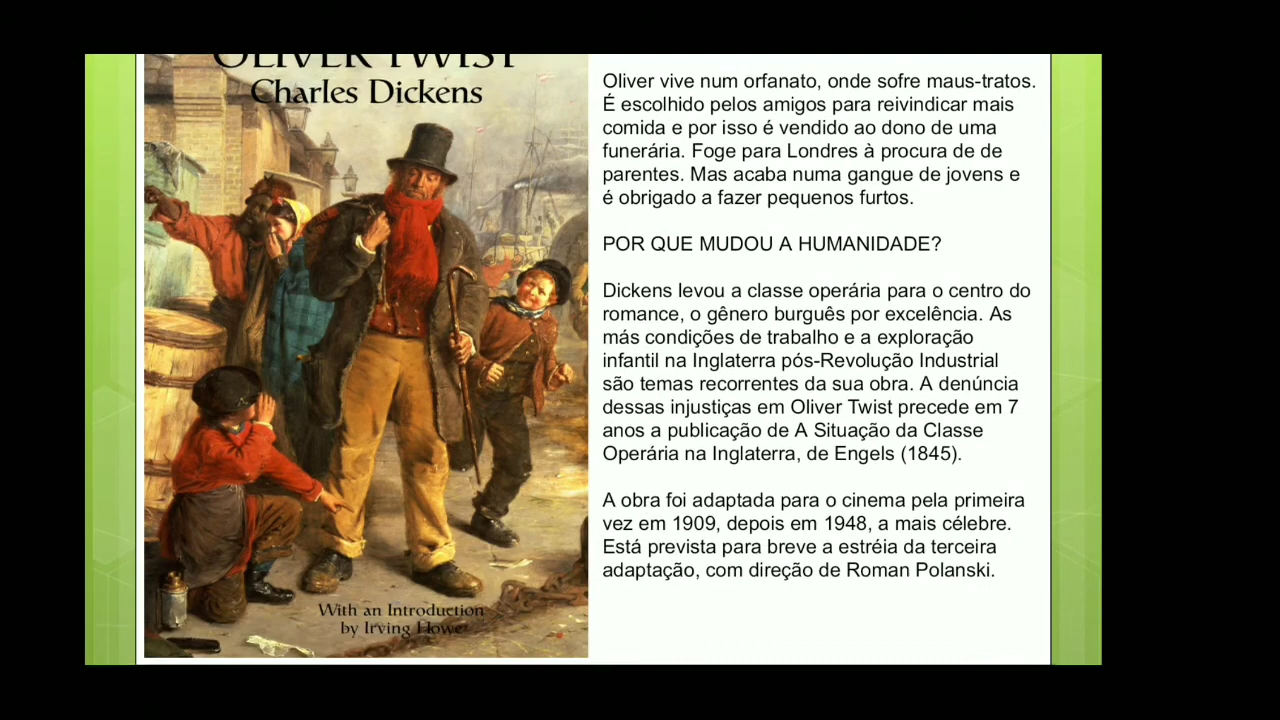 OLIVER TWIST
Charles Dickens
With an Introduction
by Irving Howe
Oliver vive num orfanato, onde sofre maus-tratos.
É escolhido pelos amigos para reivindicar mais
comida e por isso é vendido ao dono de uma
funerária. Foge para Londres à procura de de
parentes. Mas acaba numa gangue de jovens e
é obrigado a fazer pequenos furtos.
POR QUE MUDOU A HUMANIDADE?
Dickens levou a classe operária para o centro do
romance, o gênero burguês por excelência. As
más condições de trabalho e a exploração
infantil na Inglaterra pós-Revolução Industrial
são temas recorrentes da sua obra. A denúncia
dessas injustiças em Oliver Twist precede em 7
anos a publicação de A Situação da Classe
Operária na Inglaterra, de Engels (1845).
A obra foi adaptada para o cinema pela primeira
vez em 1909, depois em 1948, a mais célebre.
Está prevista para breve a estréia da terceira
adaptação, com direção de Roman Polanski.